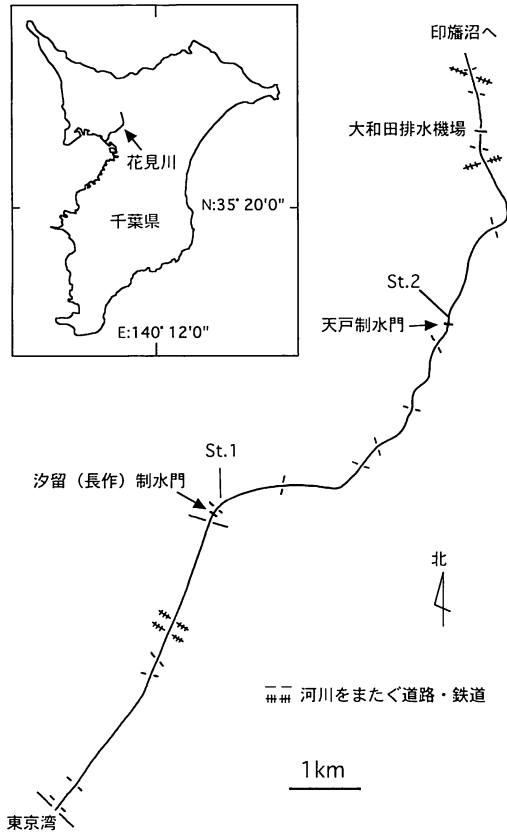 印旛沼へ
大和田排水機場
花見川
N:35° 20'0"
千葉県
E:140° 12'0"
St.2
天戸制水門
St.1
汐留（長作）制水門
北
河川をまたぐ道路・鉄道
1km
東京湾